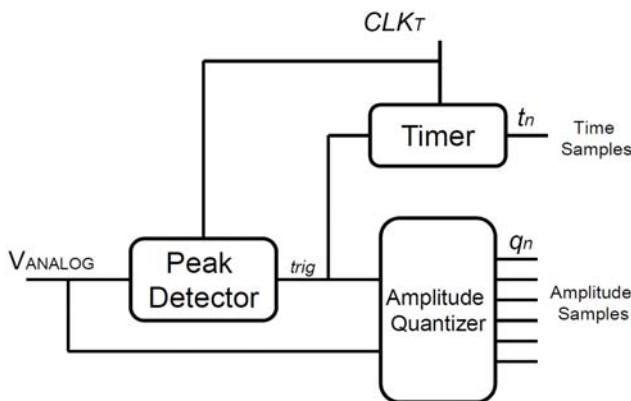 CLKT
Timer
tn
Time
Samples
VANALOG
Peak
Detector
trig
Amplitude
Quantizer
qn
Amplitude
Samples